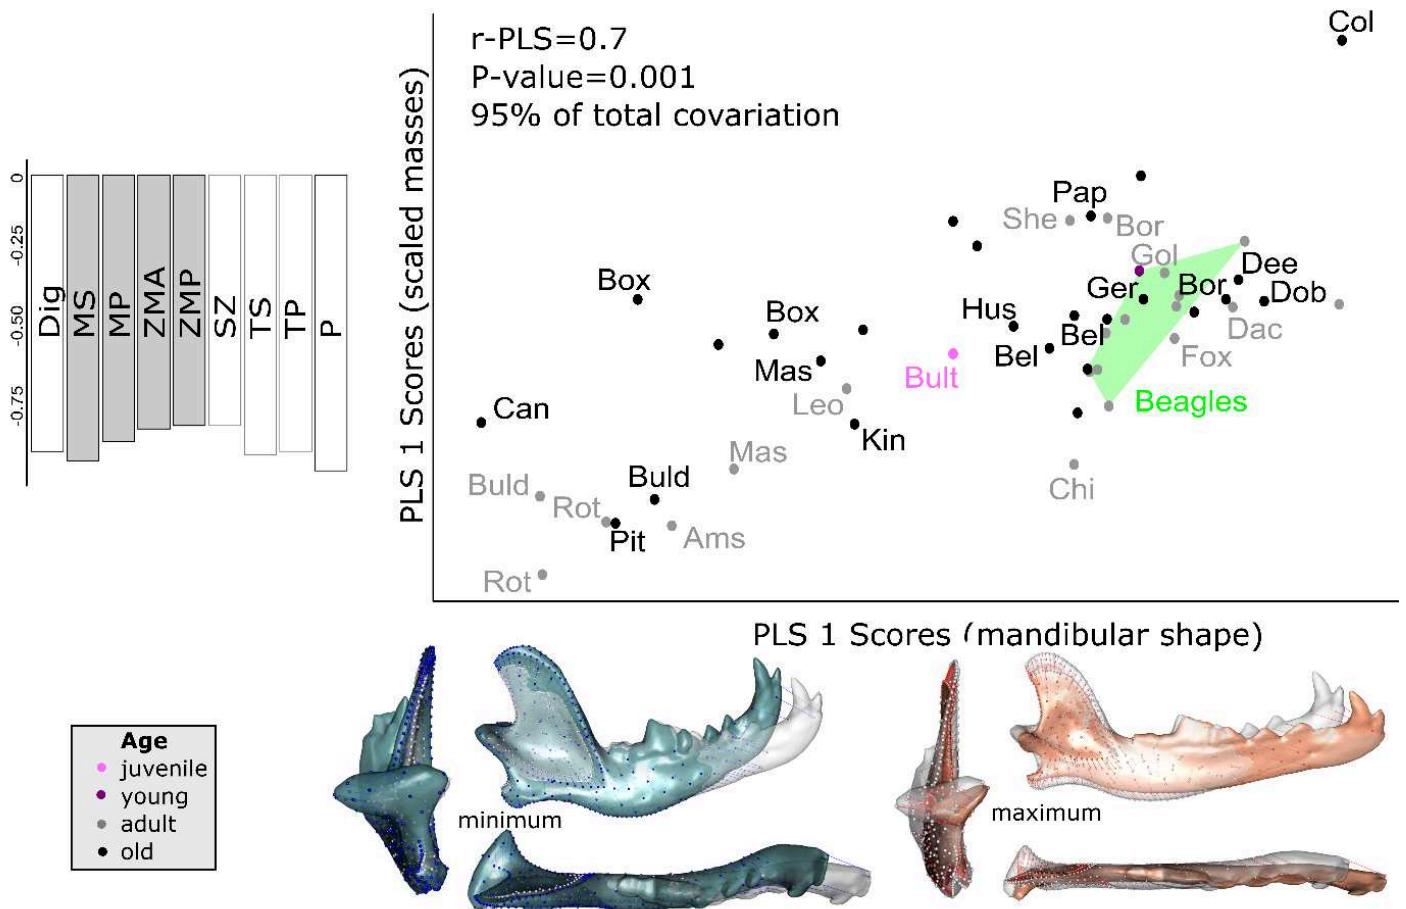 r-PLS=0.7
P-value=0.001
95% of total covariation
Col
PLS 1 Scores (scaled masses)
0
-0.25
-0.50
-0.75
Dig
MS
MP
ZMA
ZMP
SZ
TS
TP
P
Pap
She
Bor
Gol
Dee
Box
Ger
Bor
Dob
Box
Hus
Bel
Dac
Mas
Bel
Fox
Bult
Leo
Beagles
Can
Kin
Mas
Buld
Buld
Chi
Rot
Pit
Ams
Rot
PLS 1 Scores (mandibular shape)
minimum
maximum
Age
juvenile
young
adult
old